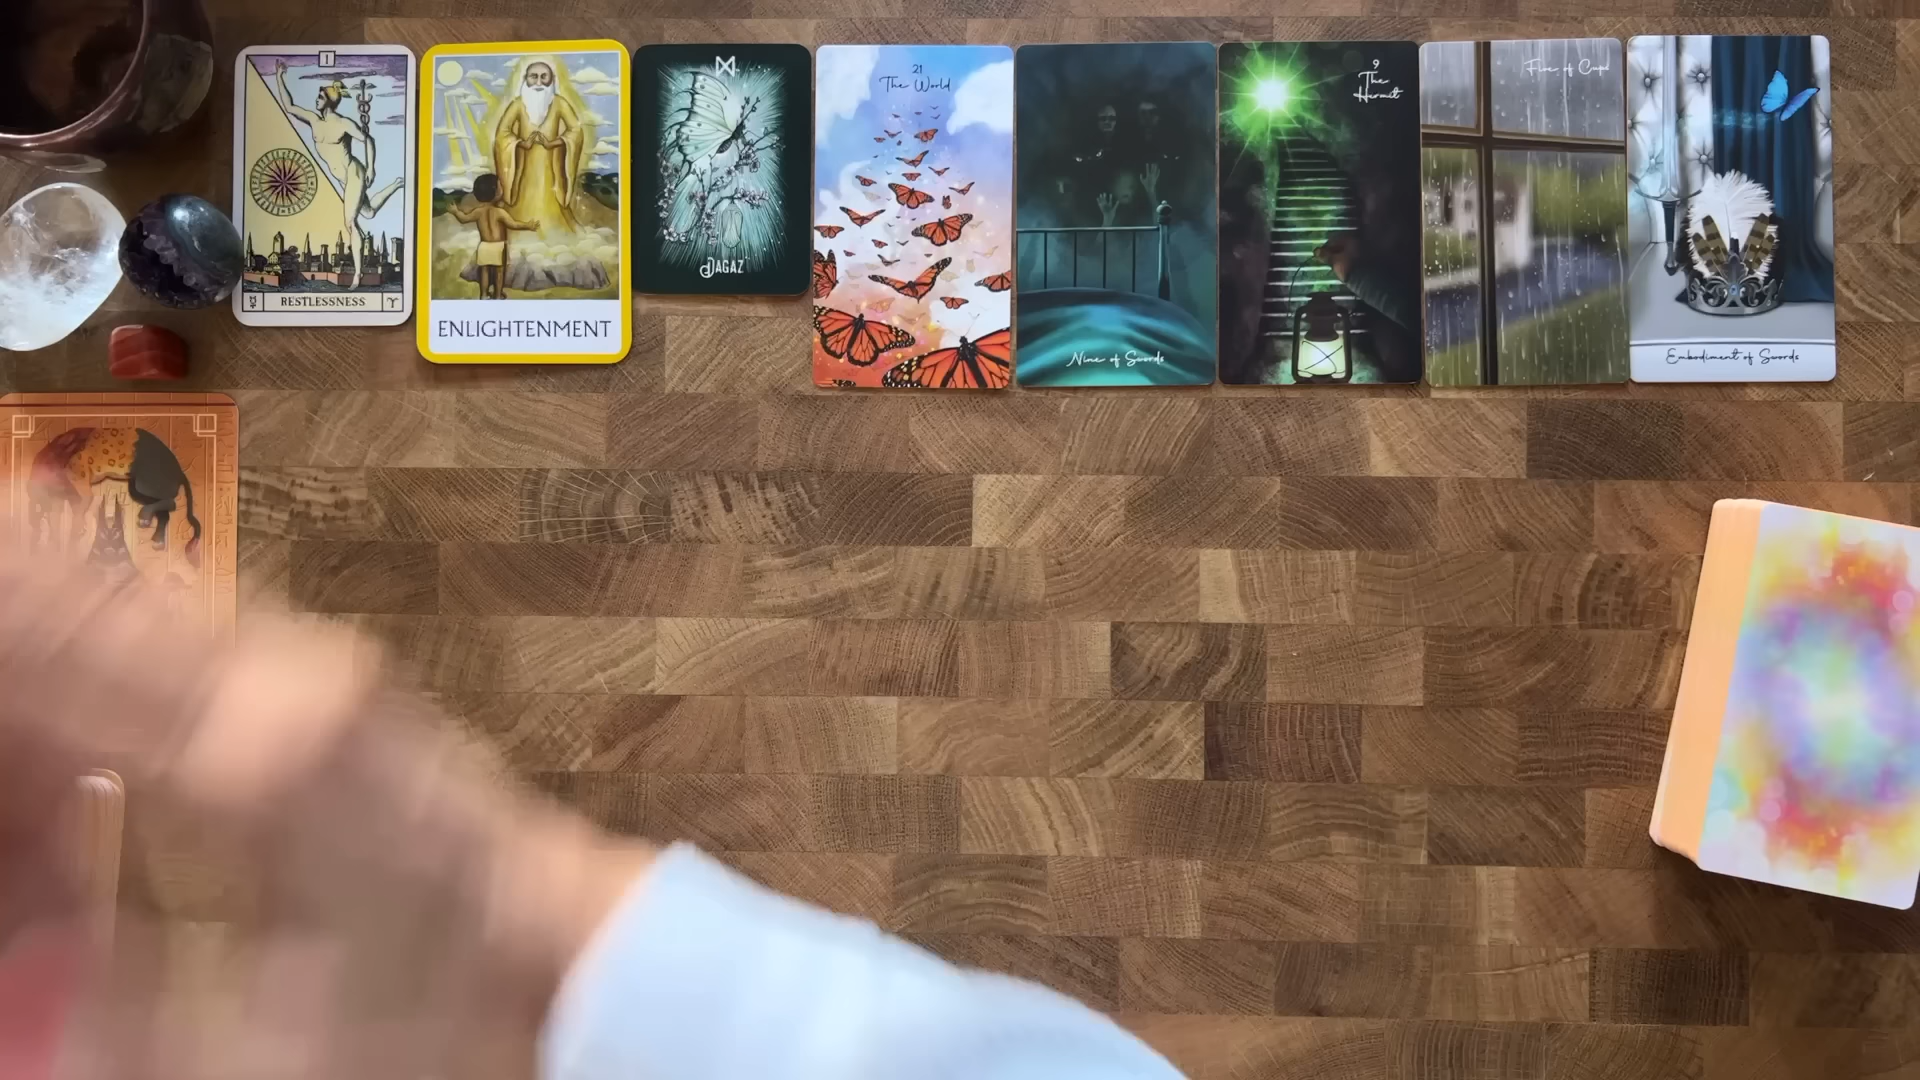 I
RESTLESSNESS
ENLIGHTENMENT
DAGAZ
21
The World
Nine of Swords
9
The
Hermit
Five of Cups
Embodiment of Swords